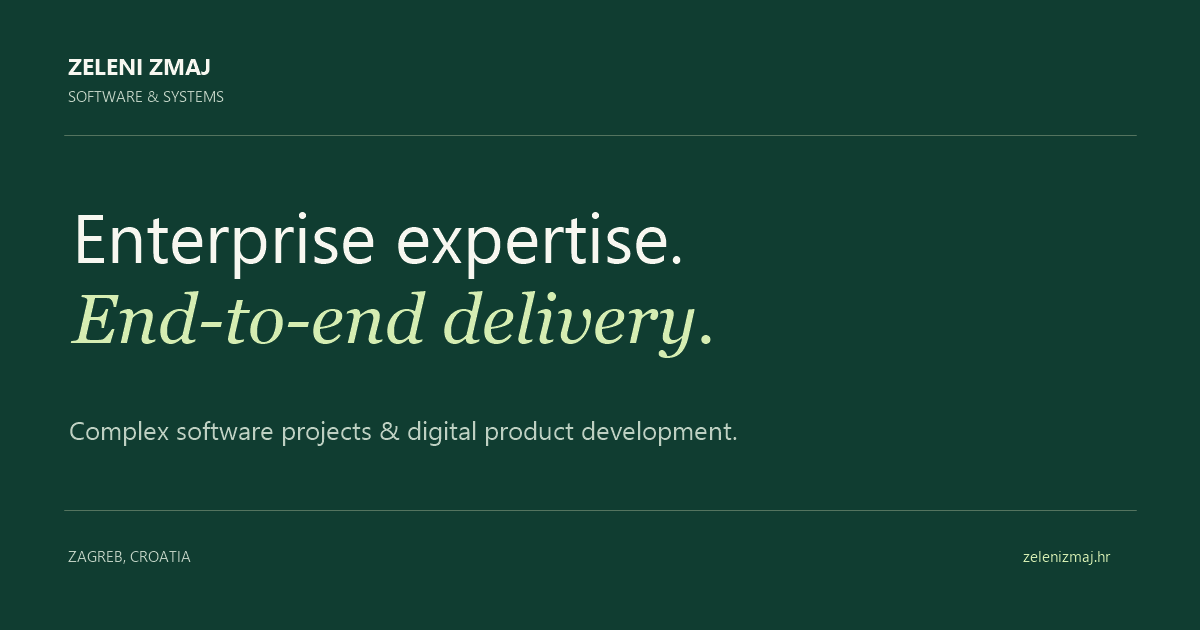 ZELENI ZMAJ
SOFTWARE & SYSTEMS
Enterprise expertise.
End-to-end delivery.
Complex software projects & digital product development.
ZAGREB, CROATIA
zelenizmaj.hr